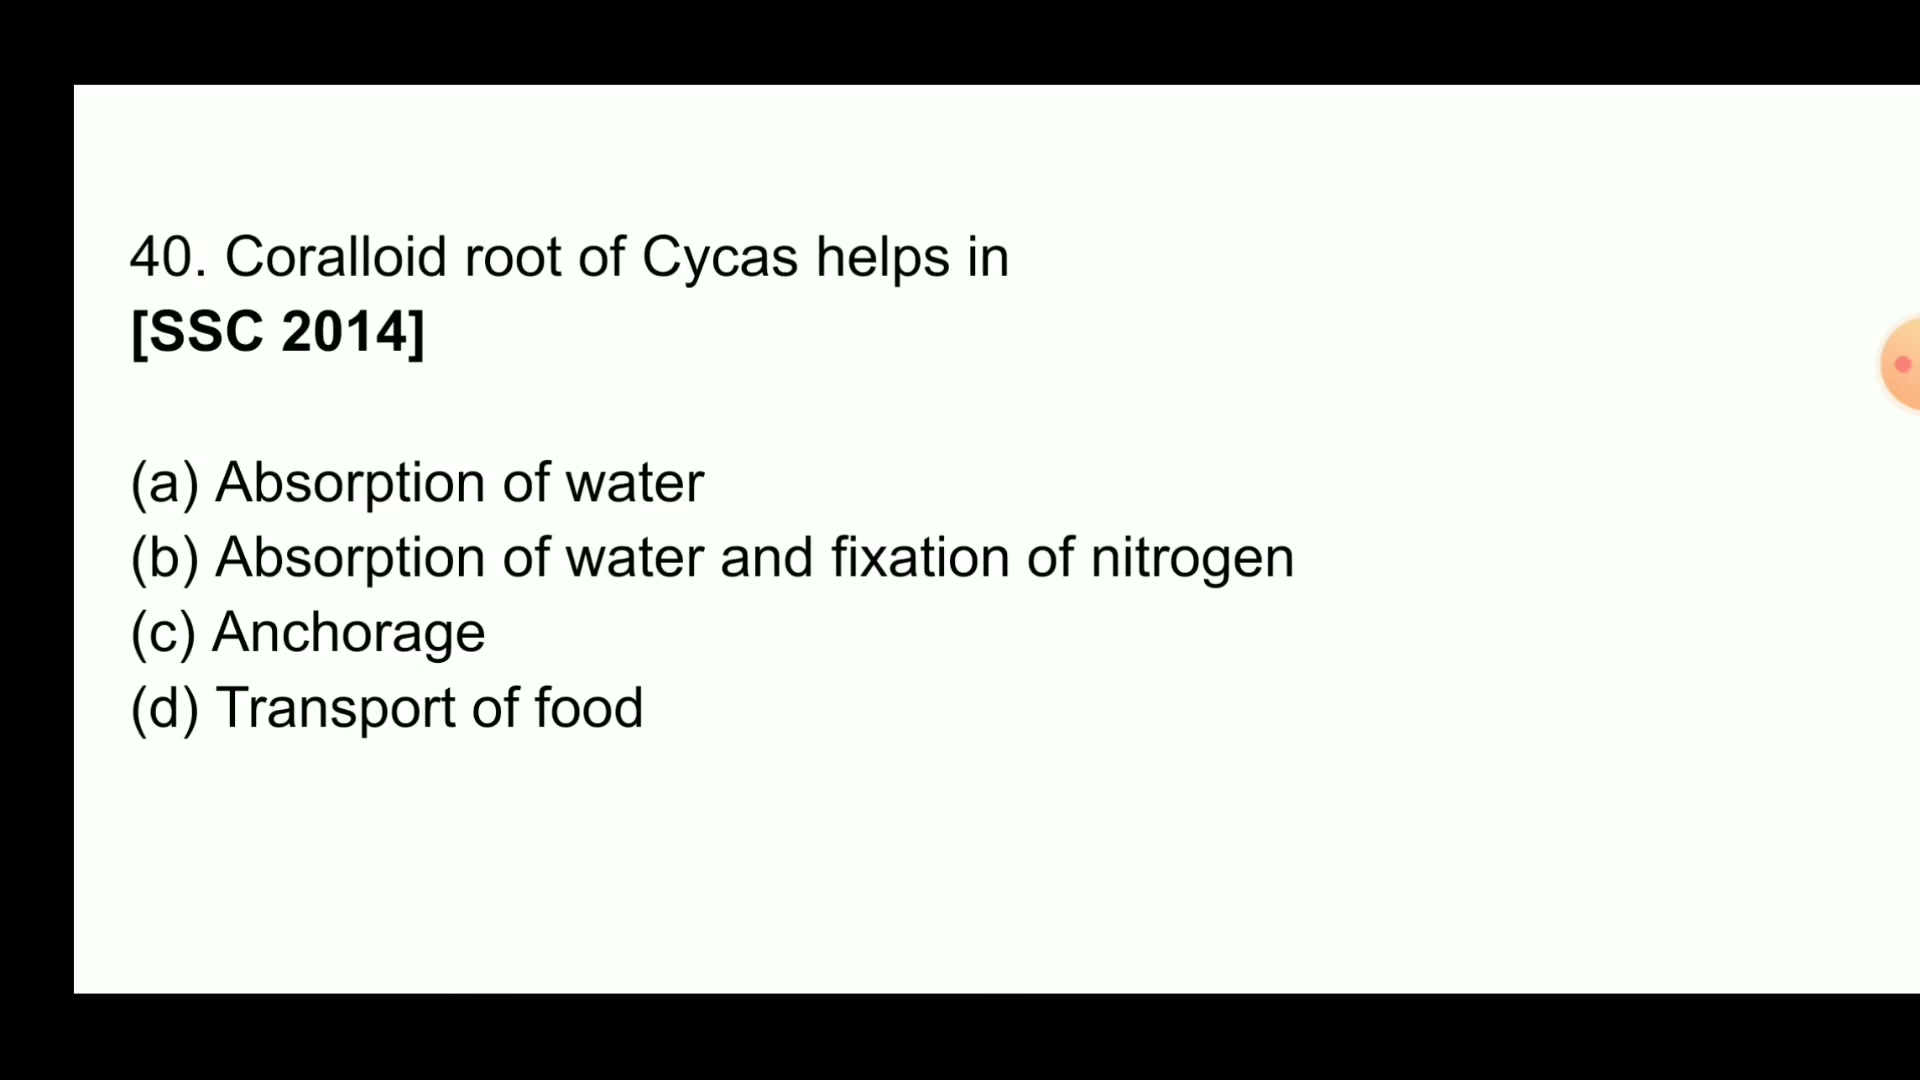 40. Coralloid root of Cycas helps in
[SSC 2014]
(a) Absorption of water
(b) Absorption of water and fixation of nitrogen
(c) Anchorage
(d) Transport of food